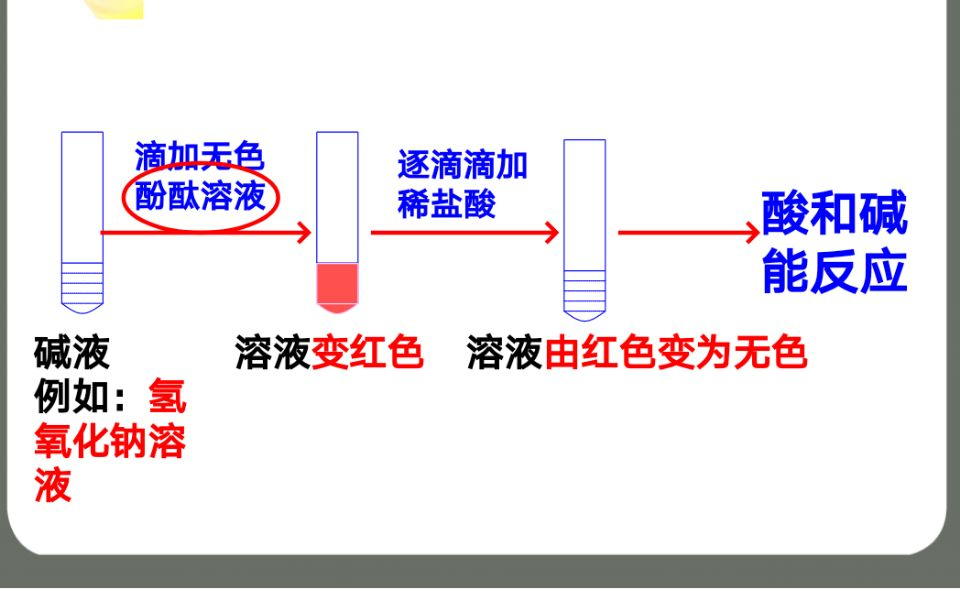 滴加无色
酚酞溶液
逐滴滴加
稀盐酸
酸和碱
能反应
碱液
例如：氢
氧化钠溶
液
溶液变红色
溶液由红色变为无色